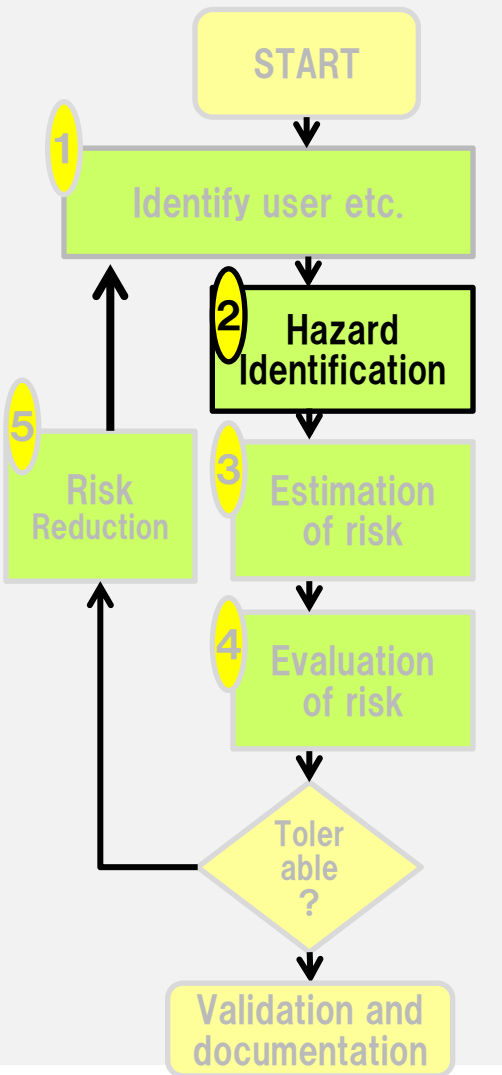 START
1
Identify user etc.
2
Hazard
Identification
3
Estimation
of risk
5
Risk
Reduction
4
Evaluation
of risk
Toler
able
?
Validation and
documentation